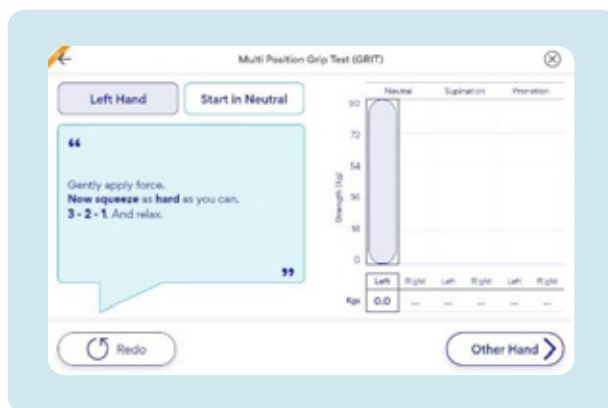 Multi Position Grip Test (GRIT)
Left Hand
Start in Neutral
“
Gently apply force.
Now squeeze as hard as you can.
3 - 2 - 1. And relax.
”
Neutral Supination Pronation
90
72
54
36
18
0
Strength (Kg)
Left Right Left Right Left Right
Kgs 0.0 -- -- -- -- --
Redo
Other Hand